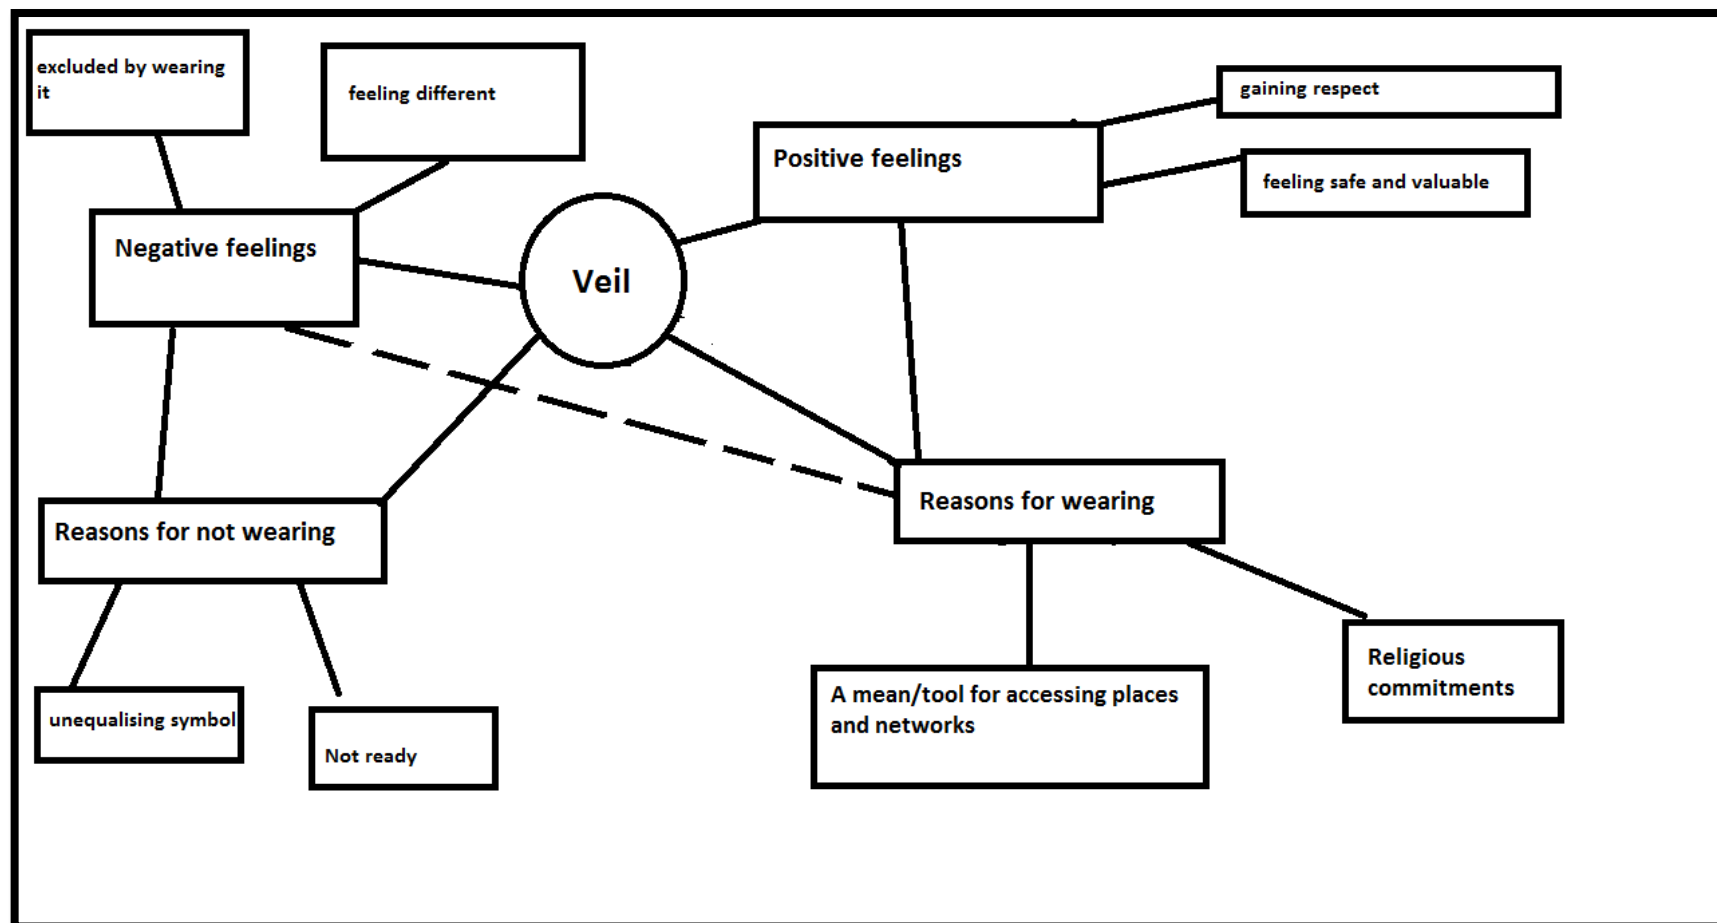 excluded by wearing
it
feeling different
gaining respect
Positive feelings
feeling safe and valuable
Negative feelings
Veil
Reasons for wearing
Reasons for not wearing
Religious
commitments
A mean/tool for accessing places
and networks
unequalising symbol
Not ready